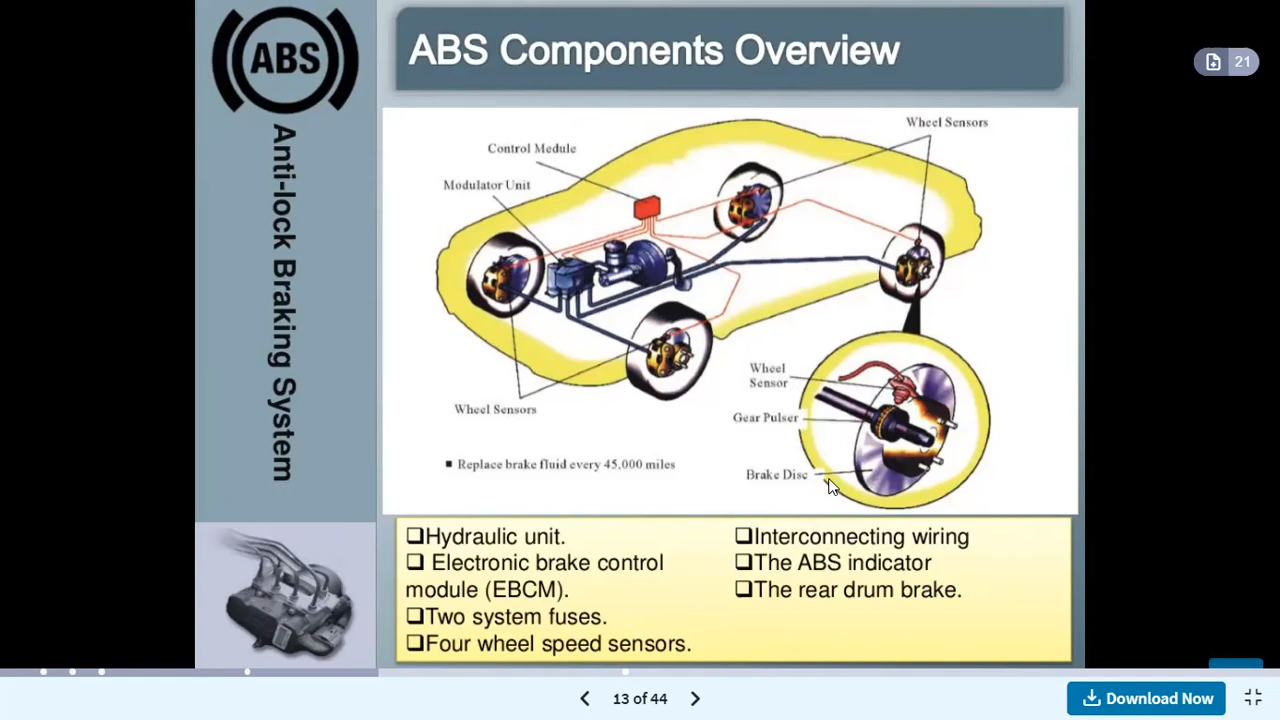 ABS
ABS Components Overview
21
Anti-lock Braking System
Wheel Sensors
Control Medule
Modulator Unit
Wheel
Sensor
Gear Pulser
Wheel Sensors
■ Replace brake fluid every 45,000 miles
Brake Disc
❑Hydraulic unit.
❑ Electronic brake control
module (EBCM).
❑Two system fuses.
❑Four wheel speed sensors.
❑Interconnecting wiring
❑The ABS indicator
❑The rear drum brake.
13 of 44
Download Now